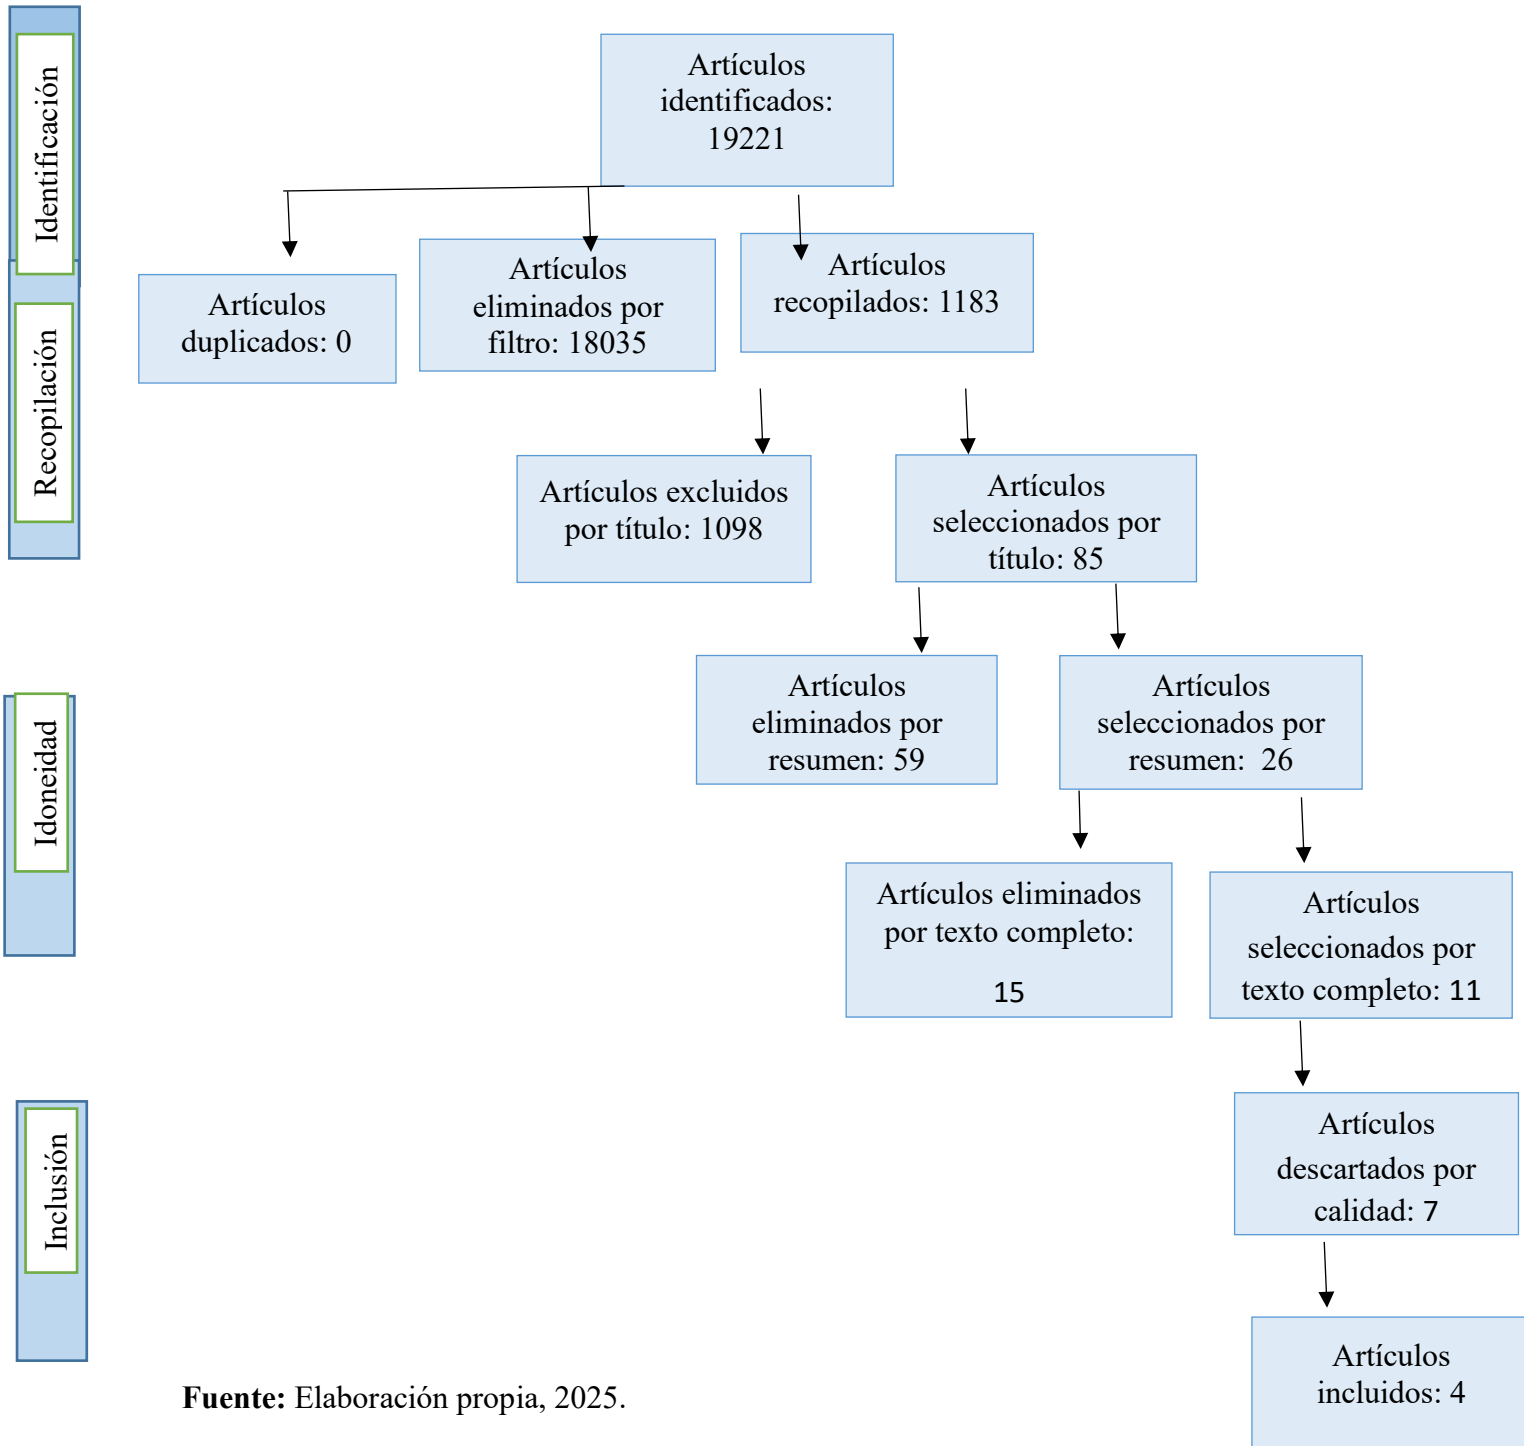 Identificación
Artículos
identificados:
19221
Artículos
duplicados: 0
Artículos
eliminados por
filtro: 18035
Artículos
recopilados: 1183
Recopilación
Artículos excluidos
por título: 1098
Artículos
seleccionados por
título: 85
Idoneidad
Artículos
eliminados por
resumen: 59
Artículos
seleccionados por
resumen:  26
Artículos eliminados
por texto completo:
15
Artículos
seleccionados por
texto completo: 11
Inclusión
Artículos
descartados por
calidad: 7
Artículos
incluidos: 4
Fuente: Elaboración propia, 2025.